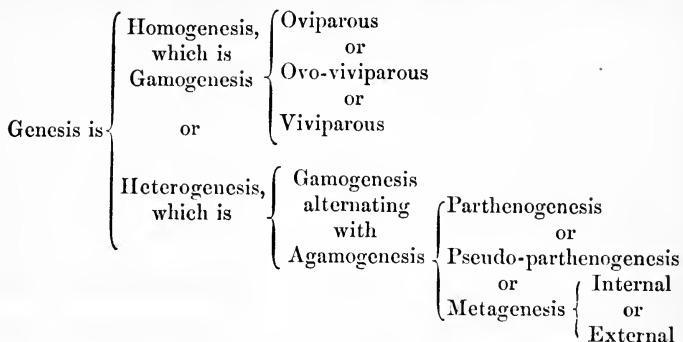 Genesis is
Homogenesis,
which is
Gamogenesis
or
Heterogenesis,
which is
Oviparous
or
Ovo-viviparous
or
Viviparous
Gamogenesis
alternating
with
Agamogenesis
Parthenogenesis
or
Pseudo-parthenogenesis
or
Metagenesis
Internal
or
External